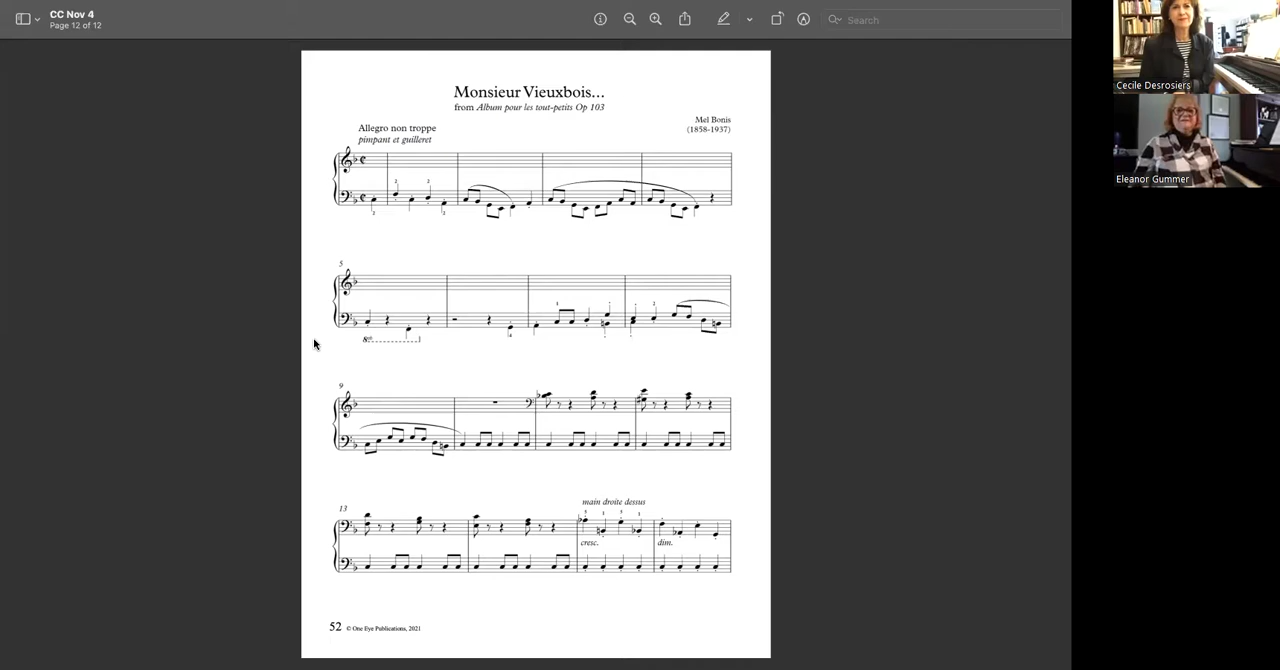 CC Nov 4
Page 12 of 12
Search
Cecile Desrosiers
Eleanor Gummer
Monsieur Vieuxbois...
from Album pour les tout-petits Op 103
Mel Bonis
(1858-1937)
Allegro non troppe
pimpant et guilleret
5
9
13
main droite dessus
cresc.
dim.
52 © One Eye Publications, 2021